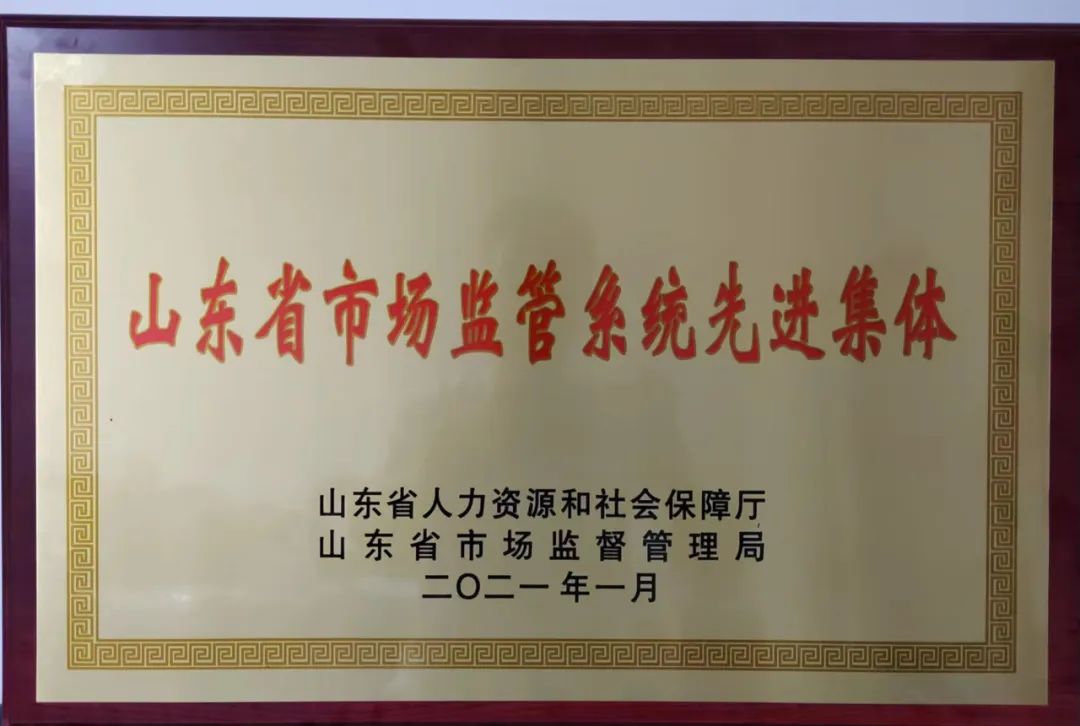 山东省市场监管系统先进集体
山东省人力资源和社会保障厅
山东省市场监督管理局
二〇二一年一月